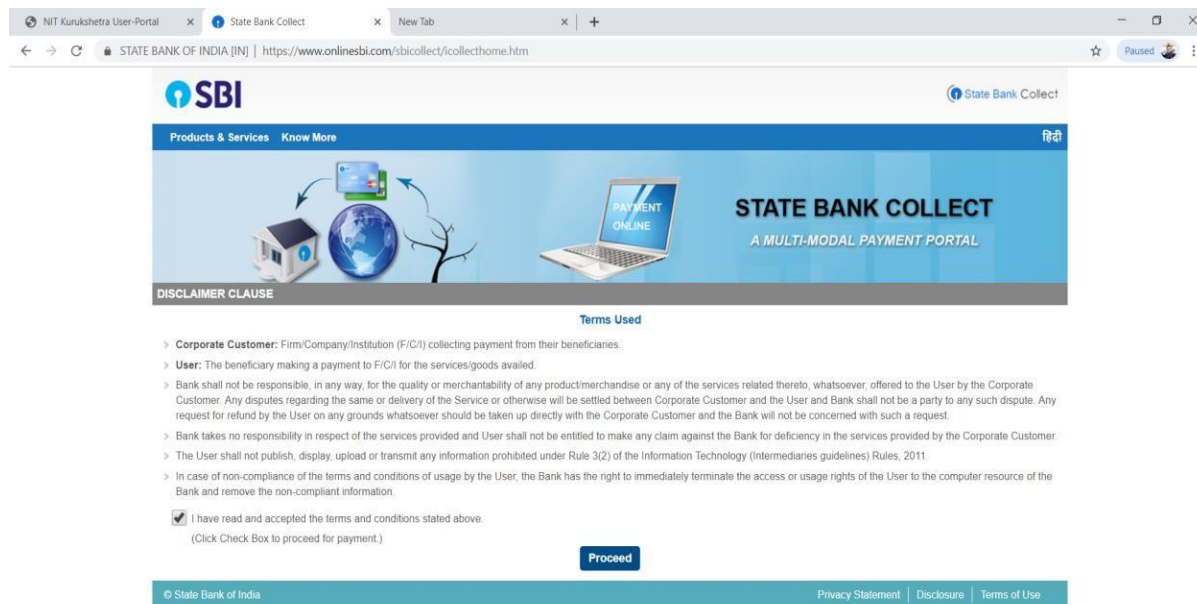 NIT Kurukshetra User-Portal
State Bank Collect
New Tab
STATE BANK OF INDIA [IN] | https://www.onlinesbi.com/sbicollect/icollecthome.htm
Paused
SBI
State Bank Collect
Products & Services Know More
हिंदी
PAYMENT
ONLINE
STATE BANK COLLECT
A MULTI-MODAL PAYMENT PORTAL
DISCLAIMER CLAUSE
Terms Used
Corporate Customer: Firm/Company/Institution (F/C/I) collecting payment from their beneficiaries.
User: The beneficiary making a payment to F/C/I for the services/goods availed.
Bank shall not be responsible, in any way, for the quality or merchantability of any product/merchandise or any of the services related thereto, whatsoever, offered to the User by the Corporate
Customer. Any disputes regarding the same or delivery of the Service or otherwise will be settled between Corporate Customer and the User and Bank shall not be a party to any such dispute. Any
request for refund by the User on any grounds whatsoever should be taken up directly with the Corporate Customer and the Bank will not be concerned with such a request.
Bank takes no responsibility in respect of the services provided and User shall not be entitled to make any claim against the Bank for deficiency in the services provided by the Corporate Customer.
The User shall not publish, display, upload or transmit any information prohibited under Rule 3(2) of the Information Technology (Intermediaries guidelines) Rules, 2011.
In case of non-compliance of the terms and conditions of usage by the User, the Bank has the right to immediately terminate the access or usage rights of the User to the computer resource of the
Bank and remove the non-compliant information.
I have read and accepted the terms and conditions stated above.
(Click Check Box to proceed for payment.)
Proceed
© State Bank of India
Privacy Statement | Disclosure | Terms of Use